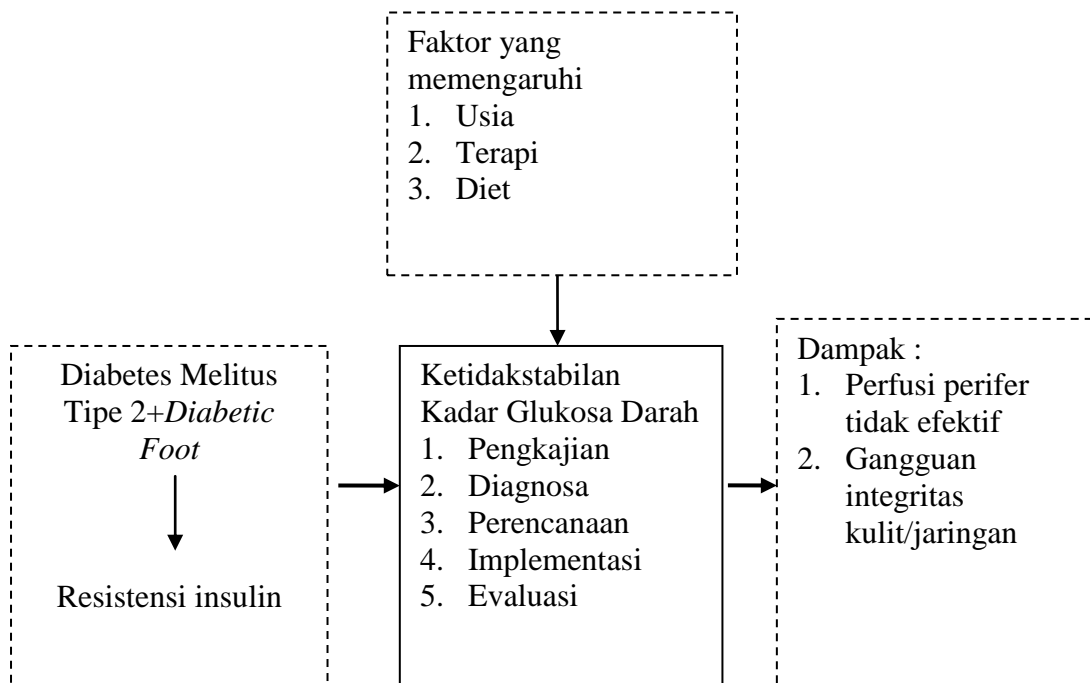 Faktor yang
memengaruhi
1. Usia
2. Terapi
3. Diet
Diabetes Melitus
Tipe 2+Diabetic
Foot
Resistensi insulin
Ketidakstabilan
Kadar Glukosa Darah
1. Pengkajian
2. Diagnosa
3. Perencanaan
4. Implementasi
5. Evaluasi
Dampak :
1. Perfusi perifer
tidak efektif
2. Gangguan
integritas
kulit/jaringan